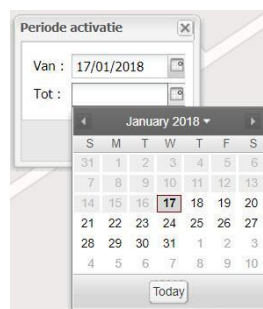 Periode activatie
Van : 17/01/2018
Tot :
January 2018
S M T W T F S
31 1 2 3 4 5 6
7 8 9 10 11 12 13
14 15 16 17 18 19 20
21 22 23 24 25 26 27
28 29 30 31 1 2 3
4 5 6 7 8 9 10
Today